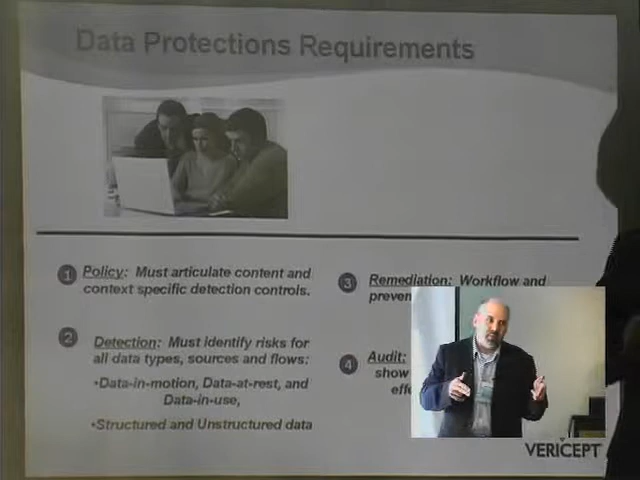 Data Protections Requirements
1 Policy: Must articulate content and
context specific detection controls.
2 Detection: Must identify risks for
all data types, sources and flows:
•Data-in-motion, Data-at-rest, and
Data-in-use,
•Structured and Unstructured data
3 Remediation: Workflow and
4 Audit:
show
VERICEPT